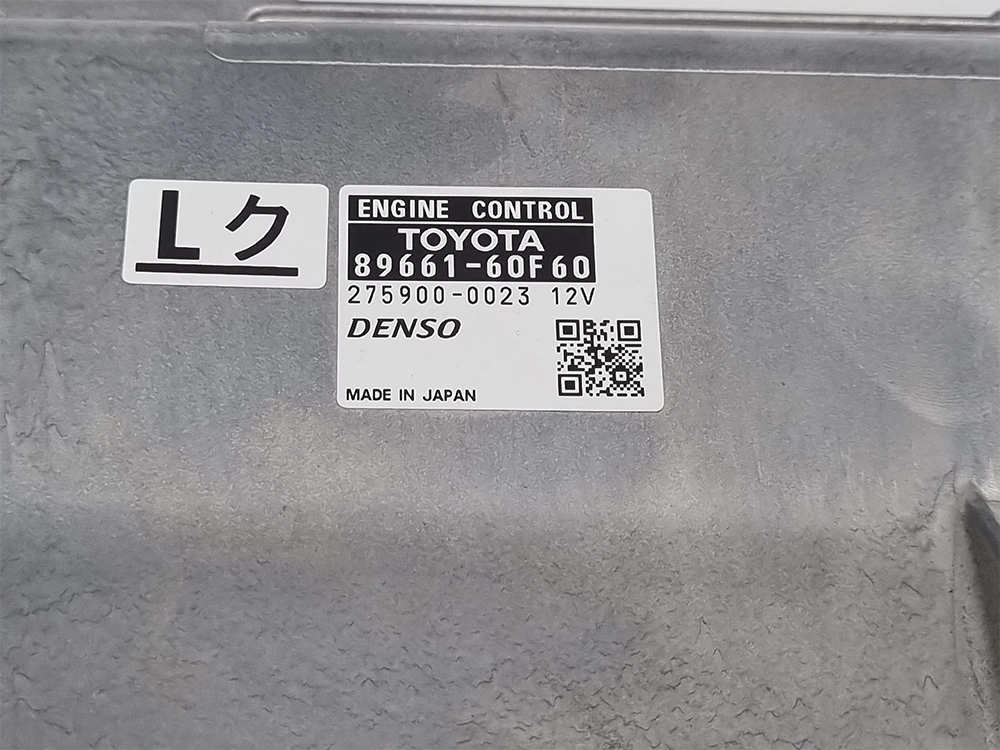 Lク
ENGINE CONTROL
TOYOTA
89661-60F60
275900-0023 12V
DENSO
MADE IN JAPAN